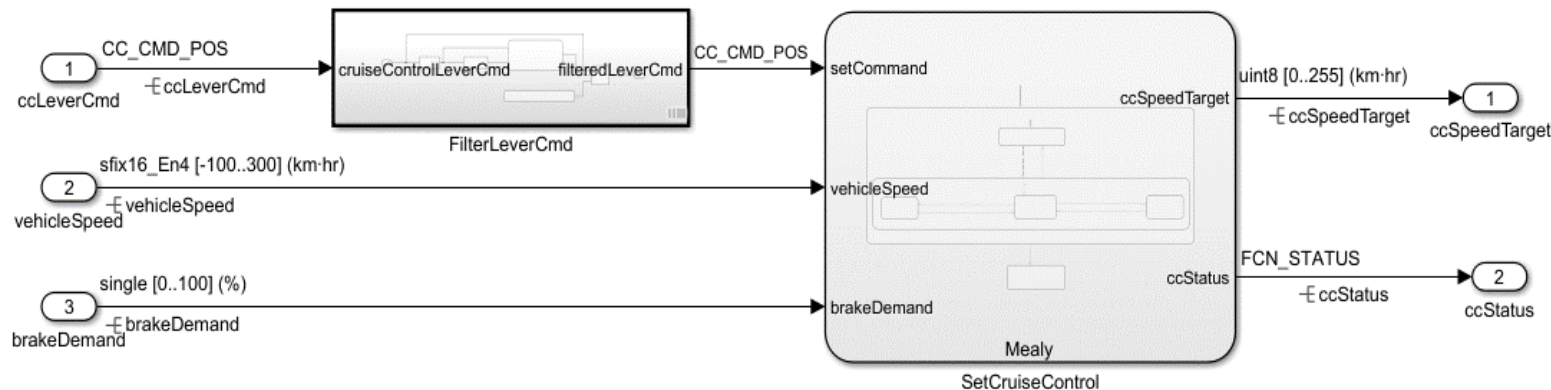 1
ccLeverCmd
CC_CMD_POS
ccLeverCmd
cruiseControlLeverCmd
filteredLeverCmd
FilterLeverCmd
CC_CMD_POS
2
vehicleSpeed
sfix16_En4 [-100..300] (km·hr)
vehicleSpeed
3
brakeDemand
single [0..100] (%)
brakeDemand
setCommand
vehicleSpeed
brakeDemand
ccSpeedTarget
ccStatus
Mealy
SetCruiseControl
uint8 [0..255] (km·hr)
ccSpeedTarget
1
ccSpeedTarget
FCN_STATUS
ccStatus
2
ccStatus